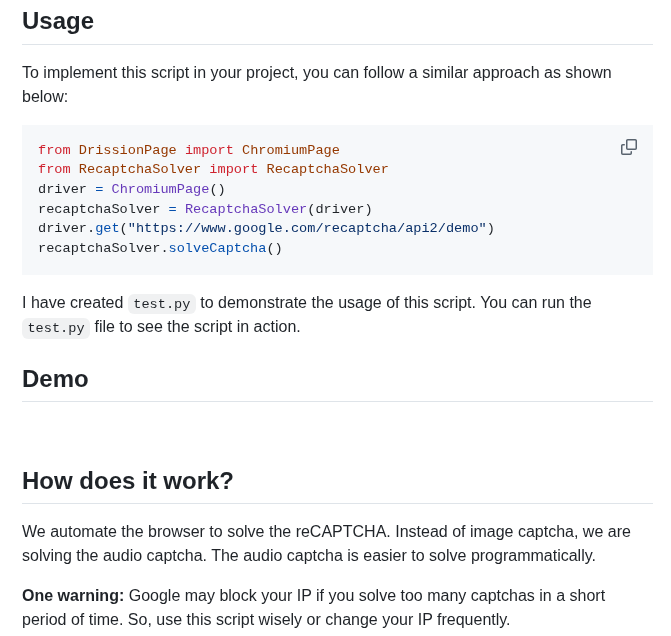 Usage
To implement this script in your project, you can follow a similar approach as shown
below:
from DrissionPage import ChromiumPage
from RecaptchaSolver import RecaptchaSolver
driver = ChromiumPage()
recaptchaSolver = RecaptchaSolver(driver)
driver.get("https://www.google.com/recaptcha/api2/demo")
recaptchaSolver.solveCaptcha()
I have created test.py to demonstrate the usage of this script. You can run the
test.py file to see the script in action.
Demo
How does it work?
We automate the browser to solve the reCAPTCHA. Instead of image captcha, we are
solving the audio captcha. The audio captcha is easier to solve programmatically.
One warning: Google may block your IP if you solve too many captchas in a short
period of time. So, use this script wisely or change your IP frequently.